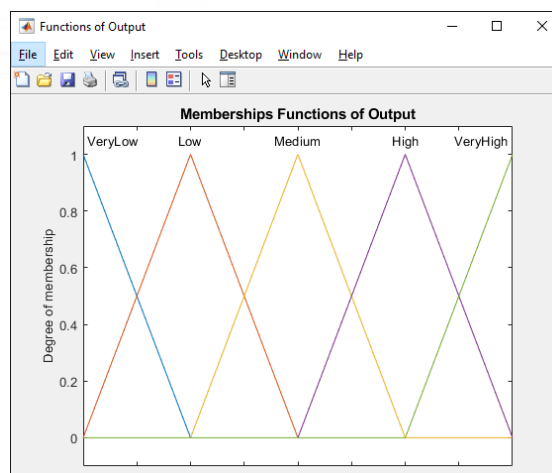 Functions of Output
File Edit View Insert Tools Desktop Window Help
Memberships Functions of Output
VeryLow Low Medium High VeryHigh
1
0.8
0.6
0.4
0.2
0
Degree of membership